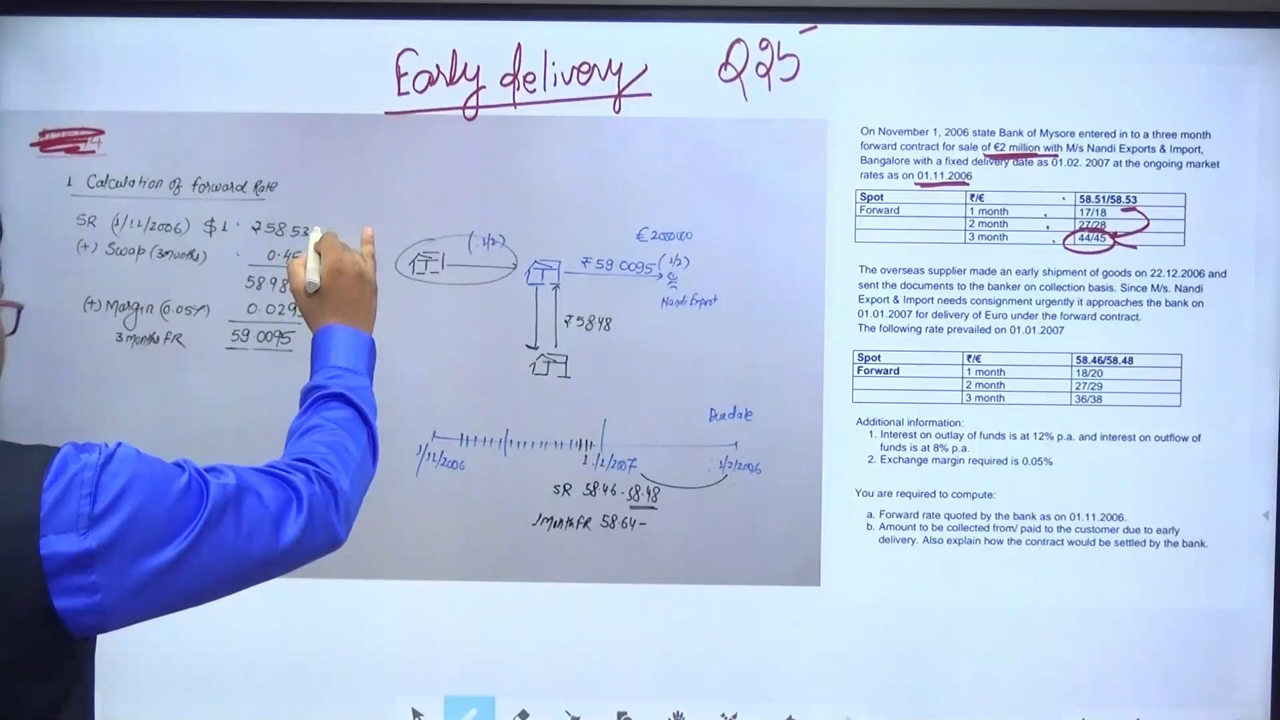 Early delivery Q25
1 Calculation of forward Rate
SR (1/11/2006) $1 · ₹58.53
(+) Swap (3months)
(+) Margin (0.05%) 0.029
3 Months FR 59.0095
(1/2)
€2000000
₹59.0095 (1/2)
Nandi Export
₹58.48
Due date
1/11/2006
1/1/2007
1/2/2006
SR 58.46 - 58.48
1 Month FR 58.64 -
On November 1, 2006 state Bank of Mysore entered in to a three month
forward contract for sale of €2 million with M/s Nandi Exports & Import,
Bangalore with a fixed delivery date as 01.02. 2007 at the ongoing market
rates as on 01.11.2006
Spot ₹/€ 58.51/58.53
Forward 1 month 17/18
2 month 27/28
3 month 44/45
The overseas supplier made an early shipment of goods on 22.12.2006 and
sent the documents to the banker on collection basis. Since M/s. Nandi
Export & Import needs consignment urgently it approaches the bank on
01.01.2007 for delivery of Euro under the forward contract.
The following rate prevailed on 01.01.2007
Spot ₹/€ 58.46/58.48
Forward 1 month 18/20
2 month 27/29
3 month 36/38
Additional information:
1. Interest on outlay of funds is at 12% p.a. and interest on outflow of
funds is at 8% p.a.
2. Exchange margin required is 0.05%
You are required to compute:
a. Forward rate quoted by the bank as on 01.11.2006.
b. Amount to be collected from/ paid to the customer due to early
delivery. Also explain how the contract would be settled by the bank.